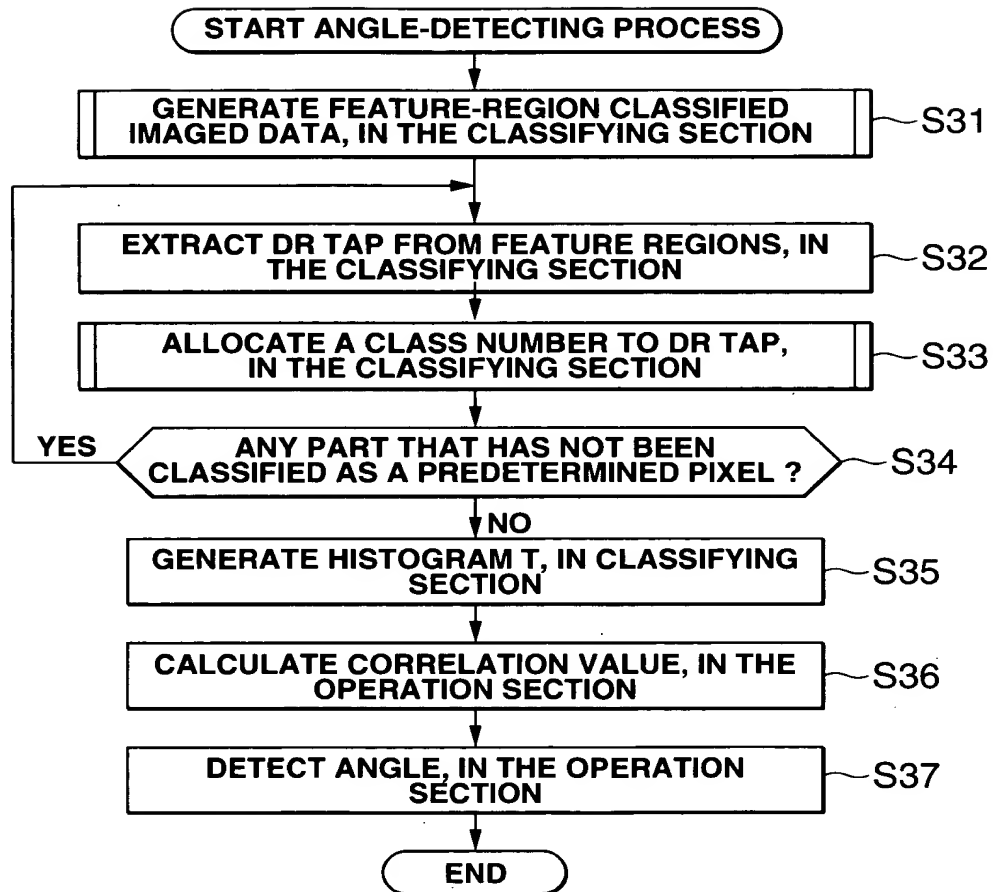 START ANGLE-DETECTING PROCESS
GENERATE FEATURE-REGION CLASSIFIED
IMAGED DATA, IN THE CLASSIFYING SECTION
S31
EXTRACT DR TAP FROM FEATURE REGIONS, IN
THE CLASSIFYING SECTION
S32
ALLOCATE A CLASS NUMBER TO DR TAP,
IN THE CLASSIFYING SECTION
S33
YES
ANY PART THAT HAS NOT BEEN
CLASSIFIED AS A PREDETERMINED PIXEL ?
S34
NO
GENERATE HISTOGRAM T, IN CLASSIFYING
SECTION
S35
CALCULATE CORRELATION VALUE, IN THE
OPERATION SECTION
S36
DETECT ANGLE, IN THE OPERATION
SECTION
S37
END